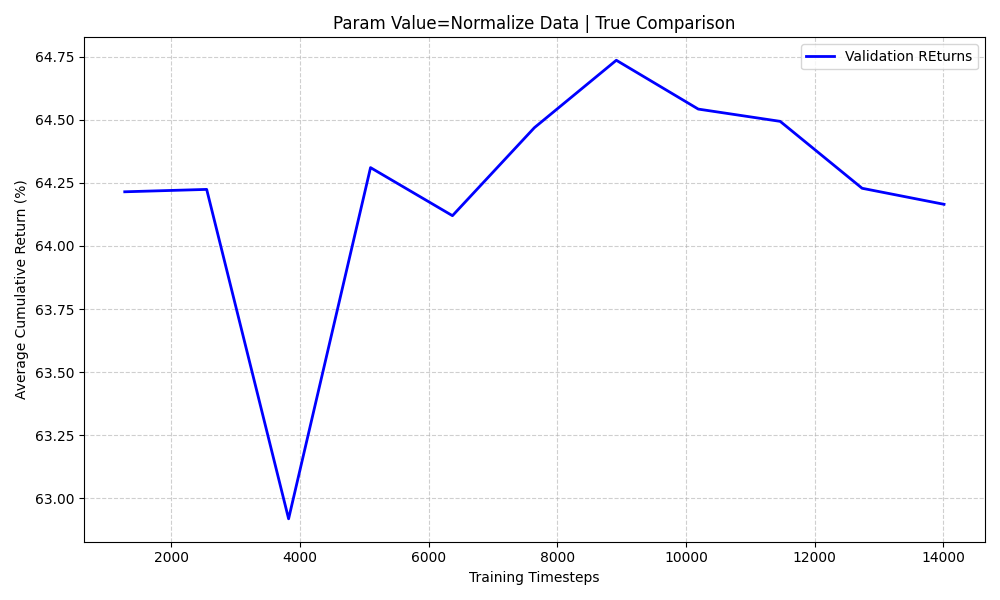 Param Value=Normalize Data | True Comparison
Validation REturns
Average Cumulative Return (%)
64.75
64.50
64.25
64.00
63.75
63.50
63.25
63.00
2000 4000 6000 8000 10000 12000 14000
Training Timesteps